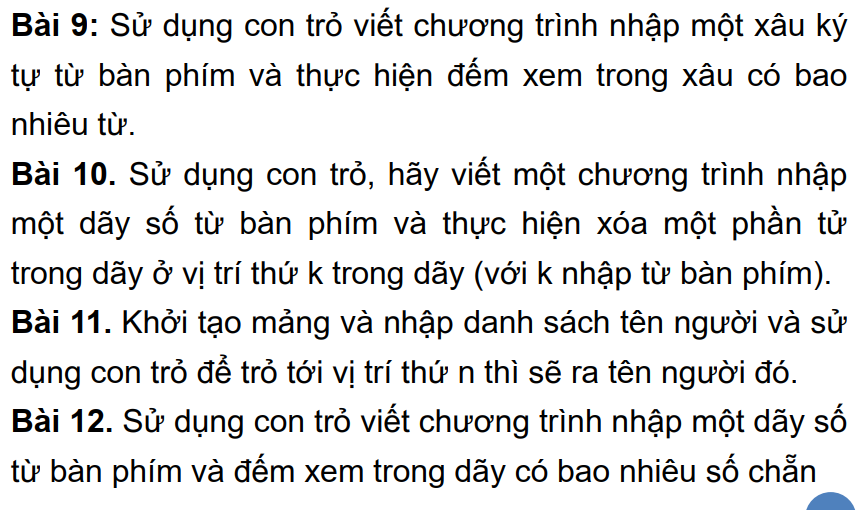 Bài 9: Sử dụng con trỏ viết chương trình nhập một xâu ký
tự từ bàn phím và thực hiện đếm xem trong xâu có bao
nhiêu từ.
Bài 10. Sử dụng con trỏ, hãy viết một chương trình nhập
một dãy số từ bàn phím và thực hiện xóa một phần tử
trong dãy ở vị trí thứ k trong dãy (với k nhập từ bàn phím).
Bài 11. Khởi tạo mảng và nhập danh sách tên người và sử
dụng con trỏ để trỏ tới vị trí thứ n thì sẽ ra tên người đó.
Bài 12. Sử dụng con trỏ viết chương trình nhập một dãy số
từ bàn phím và đếm xem trong dãy có bao nhiêu số chẵn